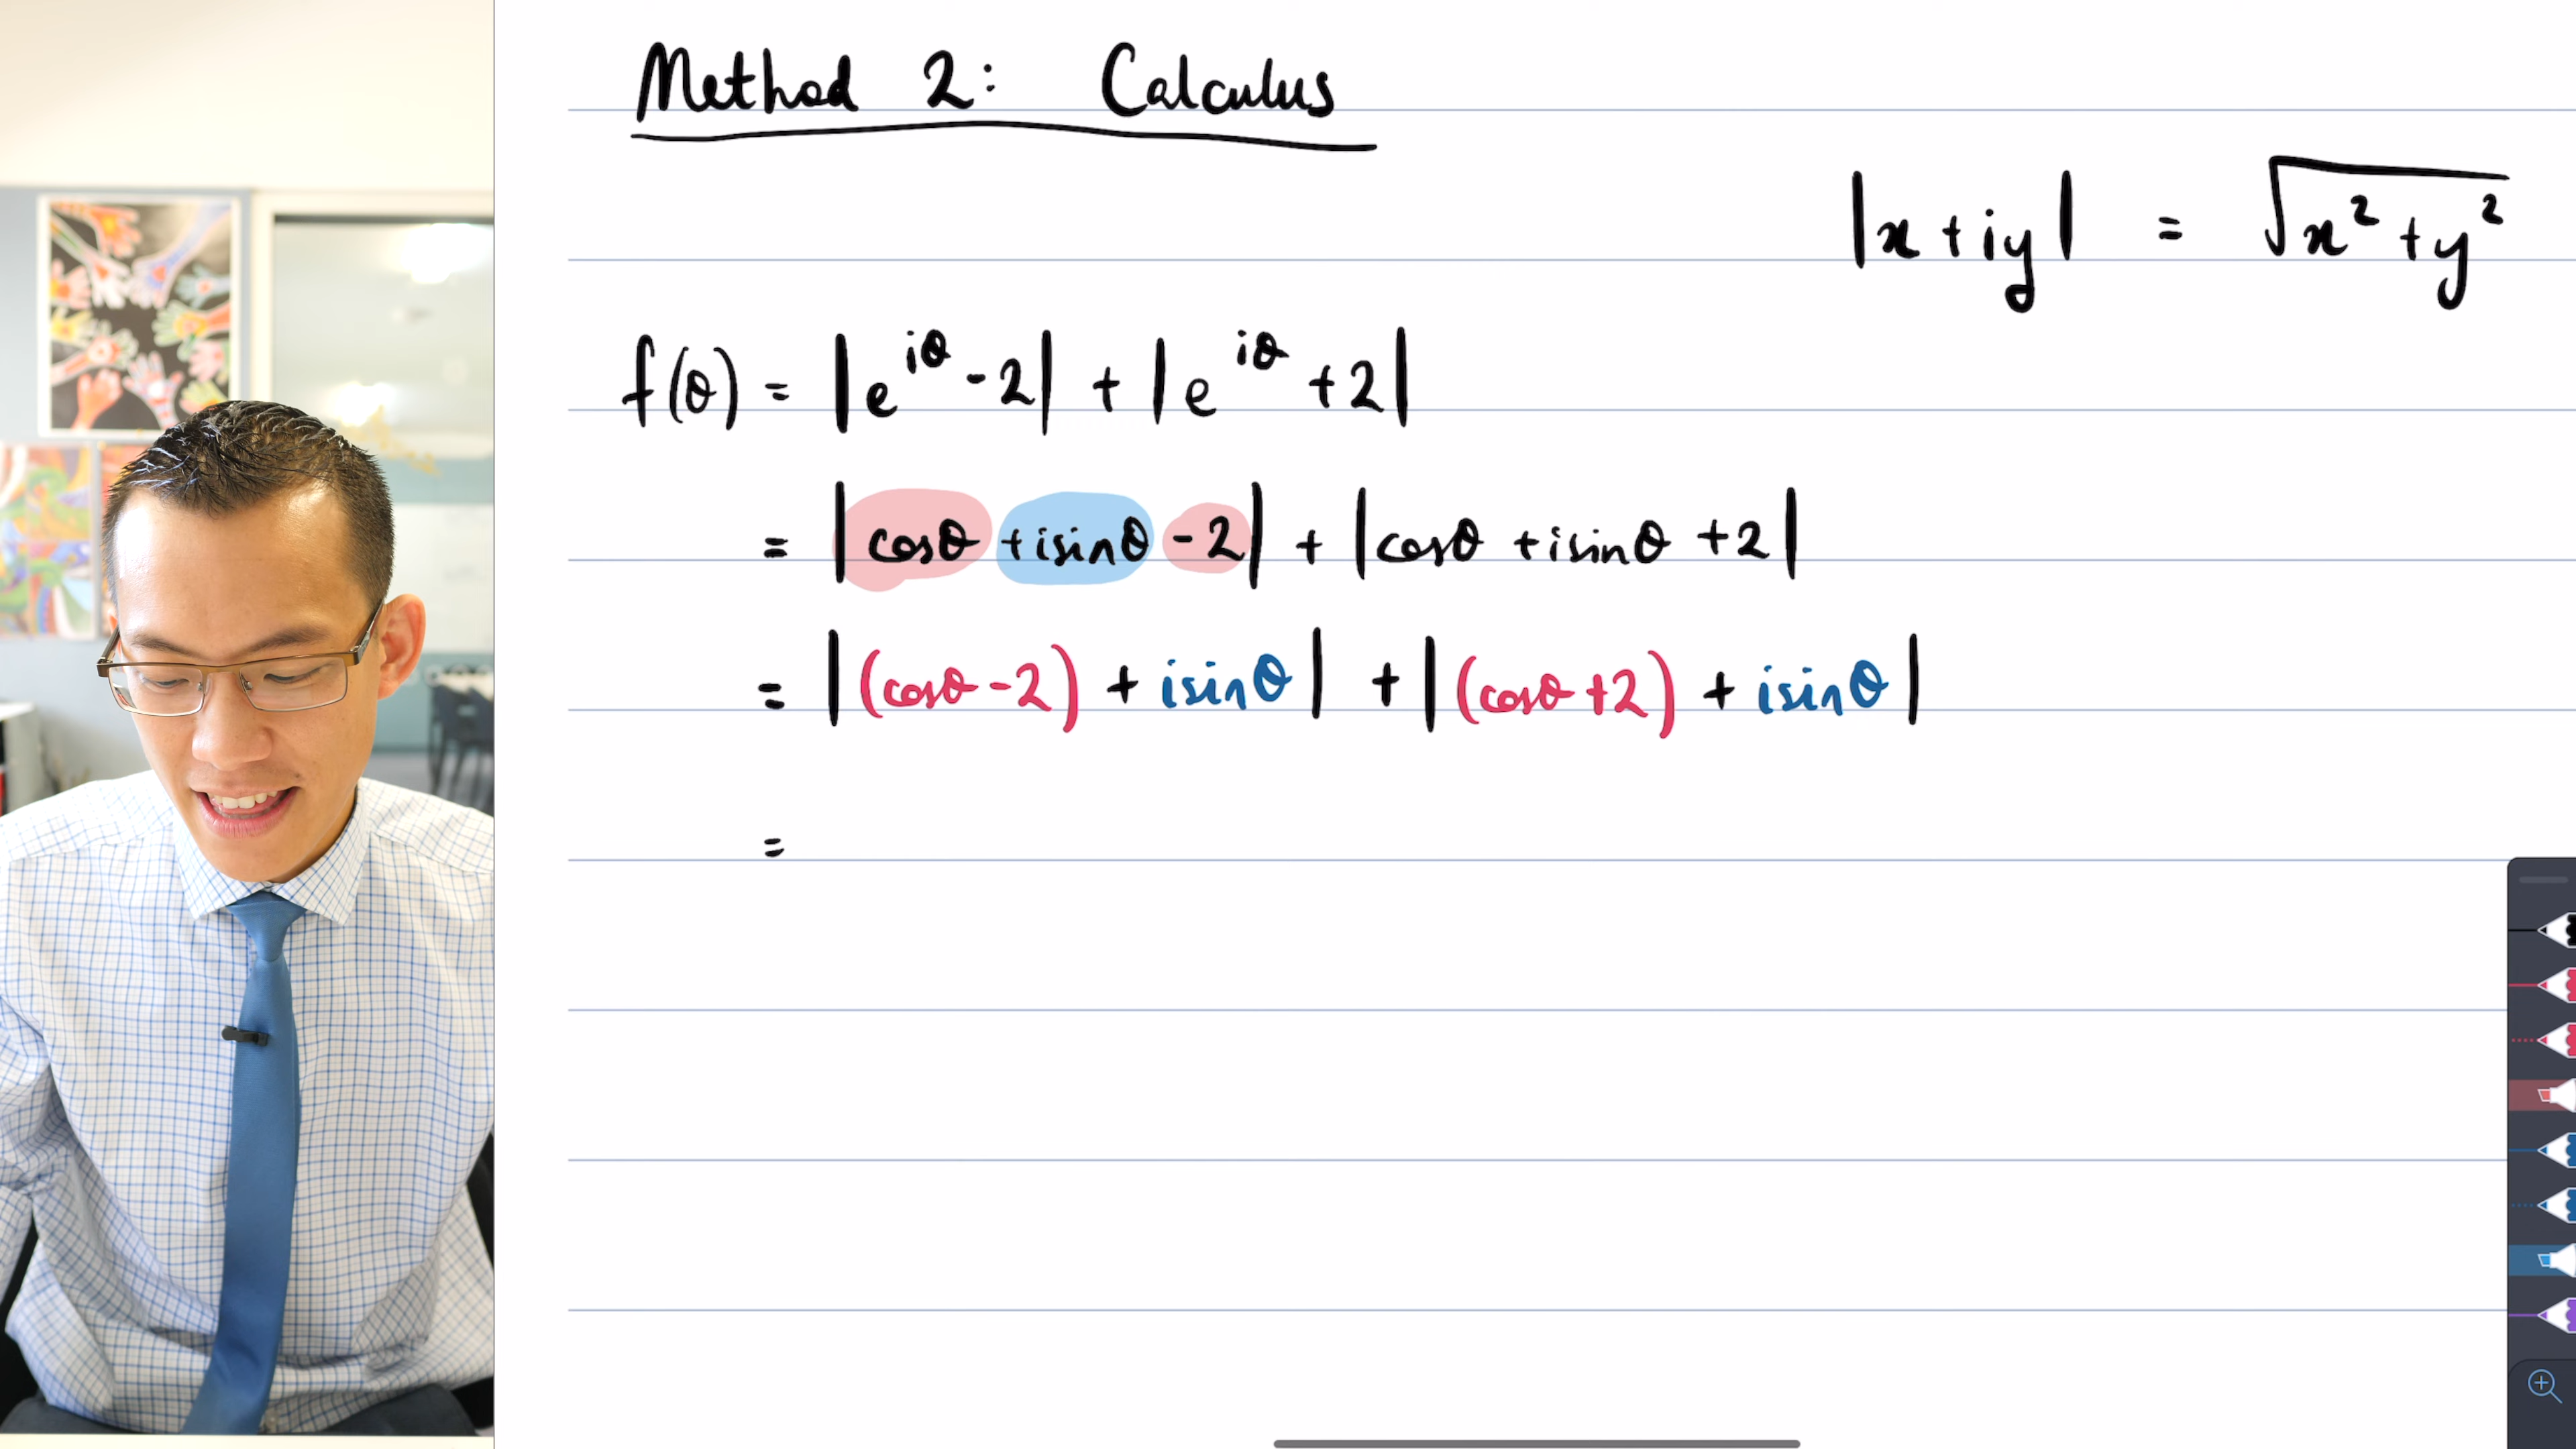 Method 2: Calculus
|x + iy| = √x² + y²
f(θ) = |e^iθ - 2| + |e^iθ + 2|
= |cosθ + isinθ - 2| + |cosθ + isinθ + 2|
= |(cosθ - 2) + isinθ| + |(cosθ + 2) + isinθ|
=